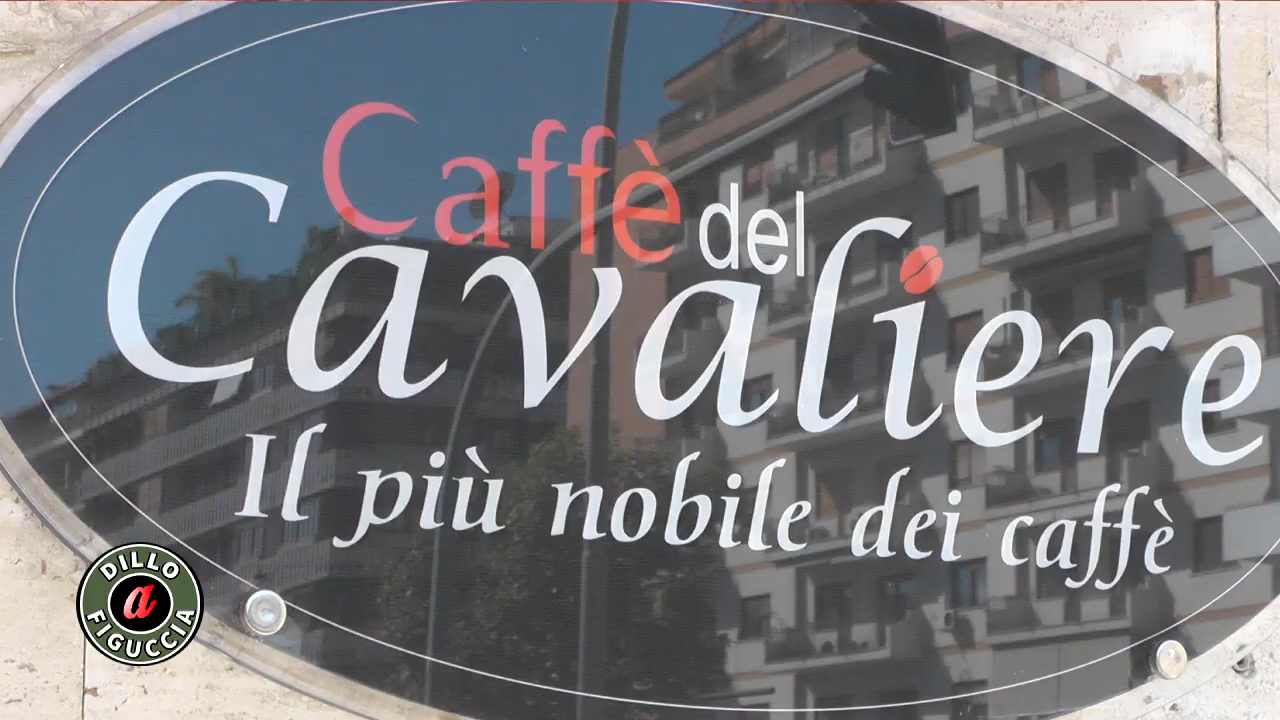 Caffè del
Cavaliere
Il più nobile dei caffè
DILLO
a
FIGUCCIA